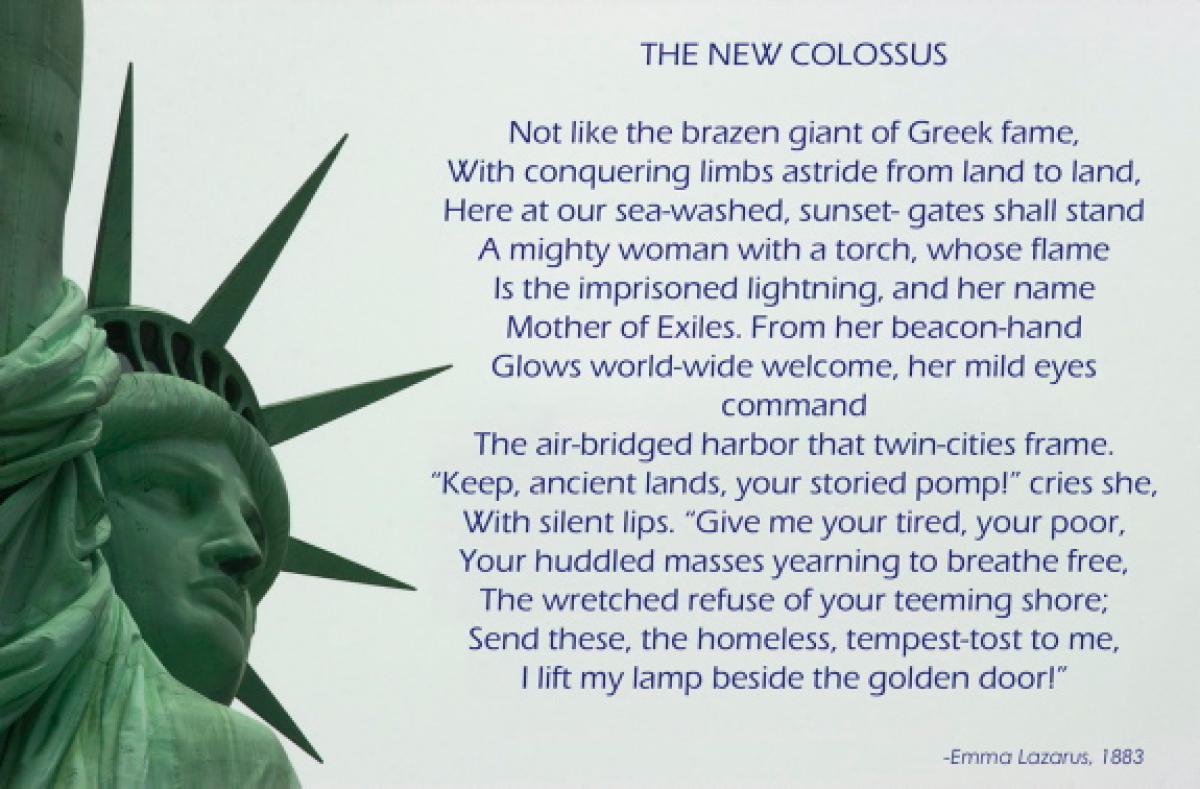 THE NEW COLOSSUS
Not like the brazen giant of Greek fame,
With conquering limbs astride from land to land,
Here at our sea-washed, sunset- gates shall stand
A mighty woman with a torch, whose flame
Is the imprisoned lightning, and her name
Mother of Exiles. From her beacon-hand
Glows world-wide welcome, her mild eyes
command
The air-bridged harbor that twin-cities frame.
“Keep, ancient lands, your storied pomp!” cries she,
With silent lips. “Give me your tired, your poor,
Your huddled masses yearning to breathe free,
The wretched refuse of your teeming shore;
Send these, the homeless, tempest-tost to me,
I lift my lamp beside the golden door!”
-Emma Lazarus, 1883